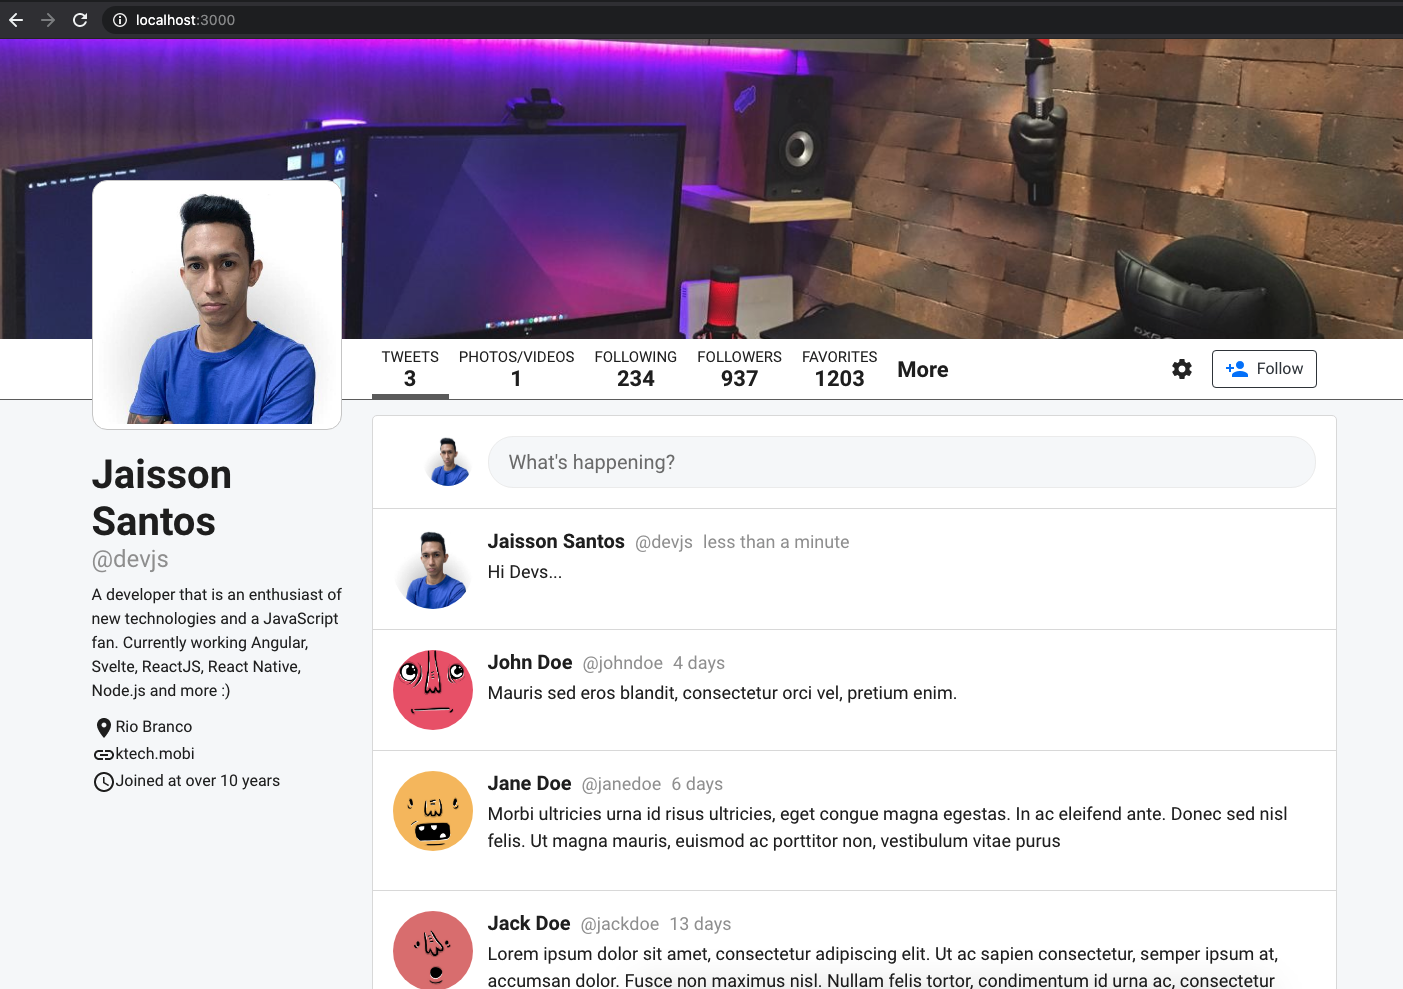 localhost:3000
TWEETS
3
PHOTOS/VIDEOS
1
FOLLOWING
234
FOLLOWERS
937
FAVORITES
1203
More
Follow
Jaisson
Santos
@devjs
A developer that is an enthusiast of
new technologies and a JavaScript
fan. Currently working Angular,
Svelte, ReactJS, React Native,
Node.js and more :)
Rio Branco
ktech.mobi
Joined at over 10 years
What's happening?
Jaisson Santos @devjs less than a minute
Hi Devs...
John Doe @johndoe 4 days
Mauris sed eros blandit, consectetur orci vel, pretium enim.
Jane Doe @janedoe 6 days
Morbi ultricies urna id risus ultricies, eget congue magna egestas. In ac eleifend ante. Donec sed nisl
felis. Ut magna mauris, euismod ac porttitor non, vestibulum vitae purus
Jack Doe @jackdoe 13 days
Lorem ipsum dolor sit amet, consectetur adipiscing elit. Ut ac sapien consectetur, semper ipsum at,
accumsan dolor. Fusce non maximus nisl. Nullam felis tortor, condimentum id urna ac, consectetur